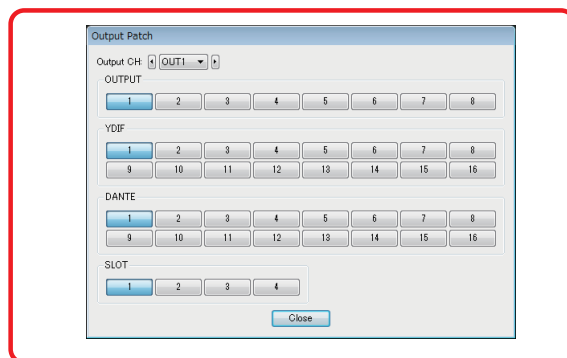 Output Patch
Output CH: OUT1
OUTPUT
1 2 3 4 5 6 7 8
YDIF
1 2 3 4 5 6 7 8
9 10 11 12 13 14 15 16
DANTE
1 2 3 4 5 6 7 8
9 10 11 12 13 14 15 16
SLOT
1 2 3 4
Close